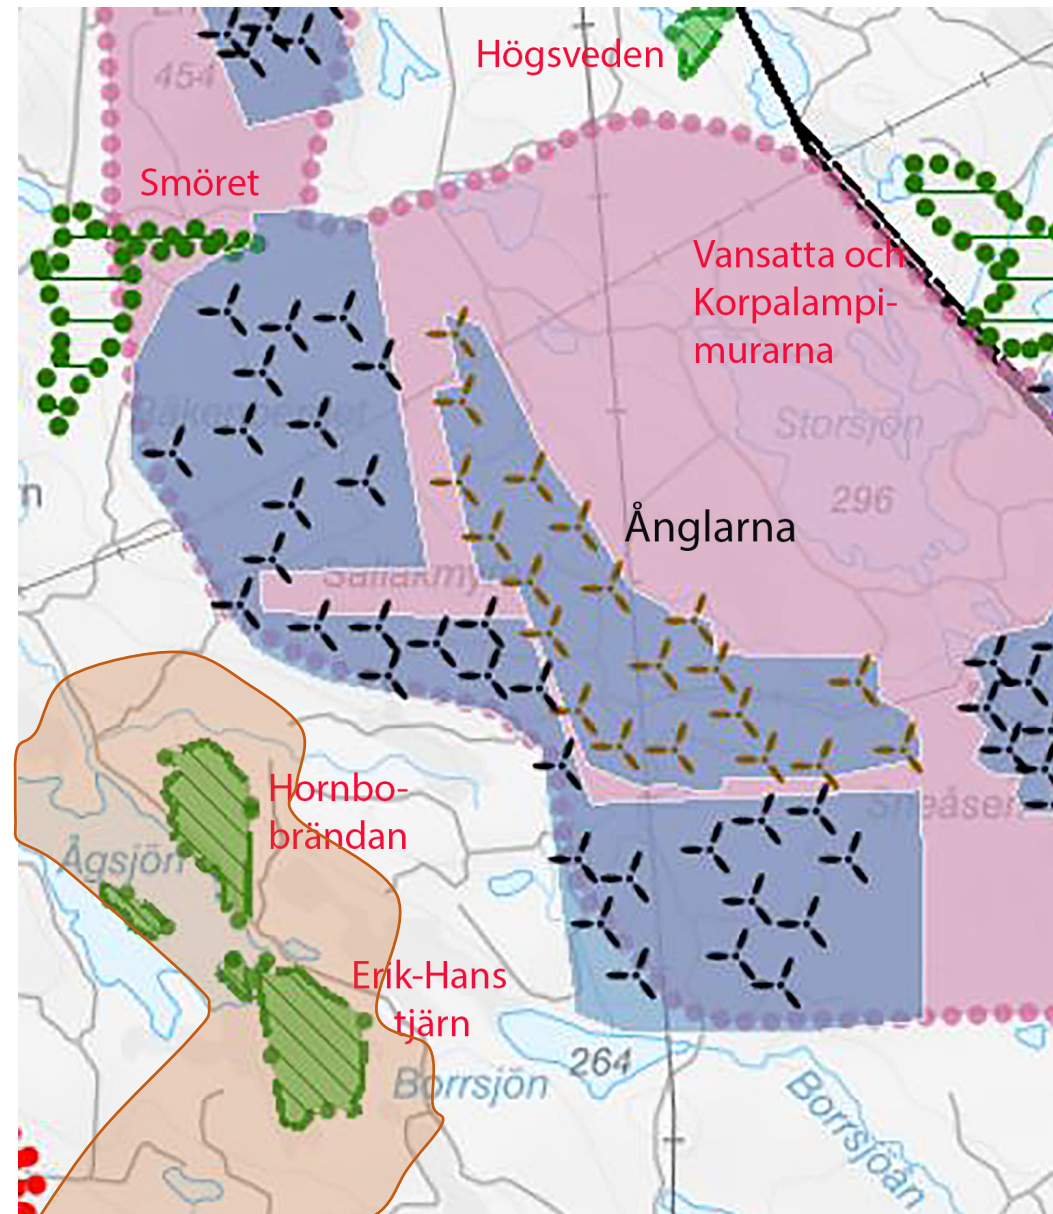 Högsveden
454
Smöret
Vansatta och
Korpalampi-
murarna
Storsjön
296
Ånglarna
Hornbo-
brändan
Ågsjön
Erik-Hans
tjärn
264
Borrsjön
Borrsjöån